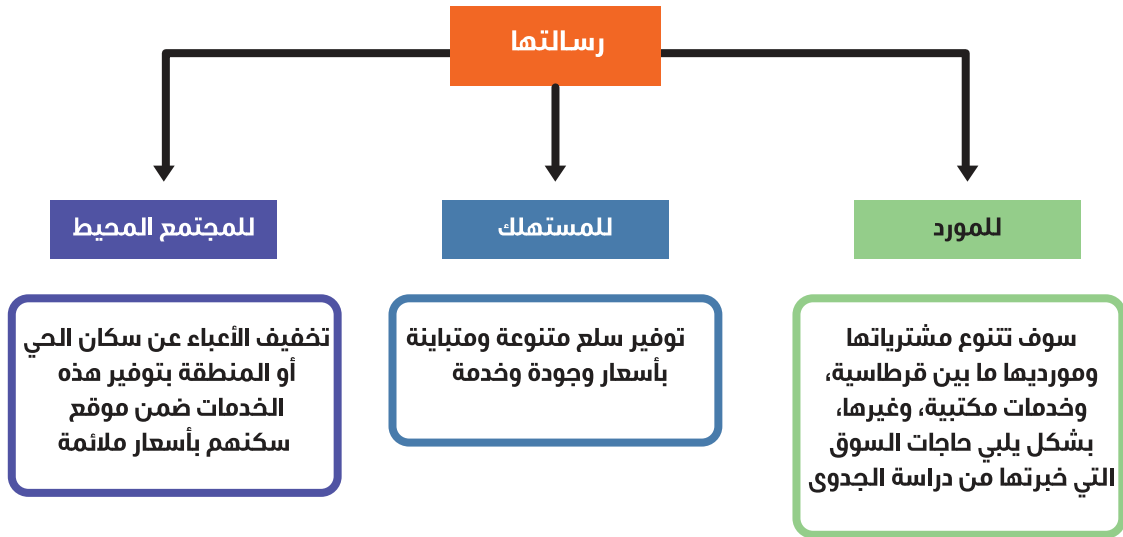 رسالتها
للمورد
سوف تتنوع مشترياتها
ومورديها ما بين قرطاسية،
وخدمات مكتبية، وغيرها،
بشكل يلبي حاجات السوق
التي خبرتها من دراسة الجدوى
للمستهلك
توفير سلع متنوعة ومتباينة
بأسعار وجودة وخدمة
للمجتمع المحيط
تخفيف الأعباء عن سكان الحي
أو المنطقة بتوفير هذه
الخدمات ضمن موقع
سكنهم بأسعار ملائمة